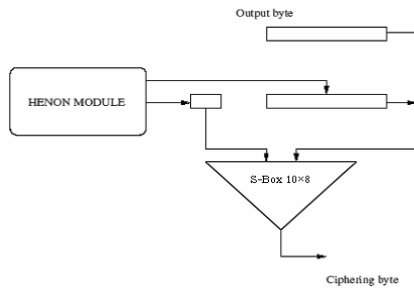 Output byte
HENON MODULE
S-Box 10×8
Ciphering byte